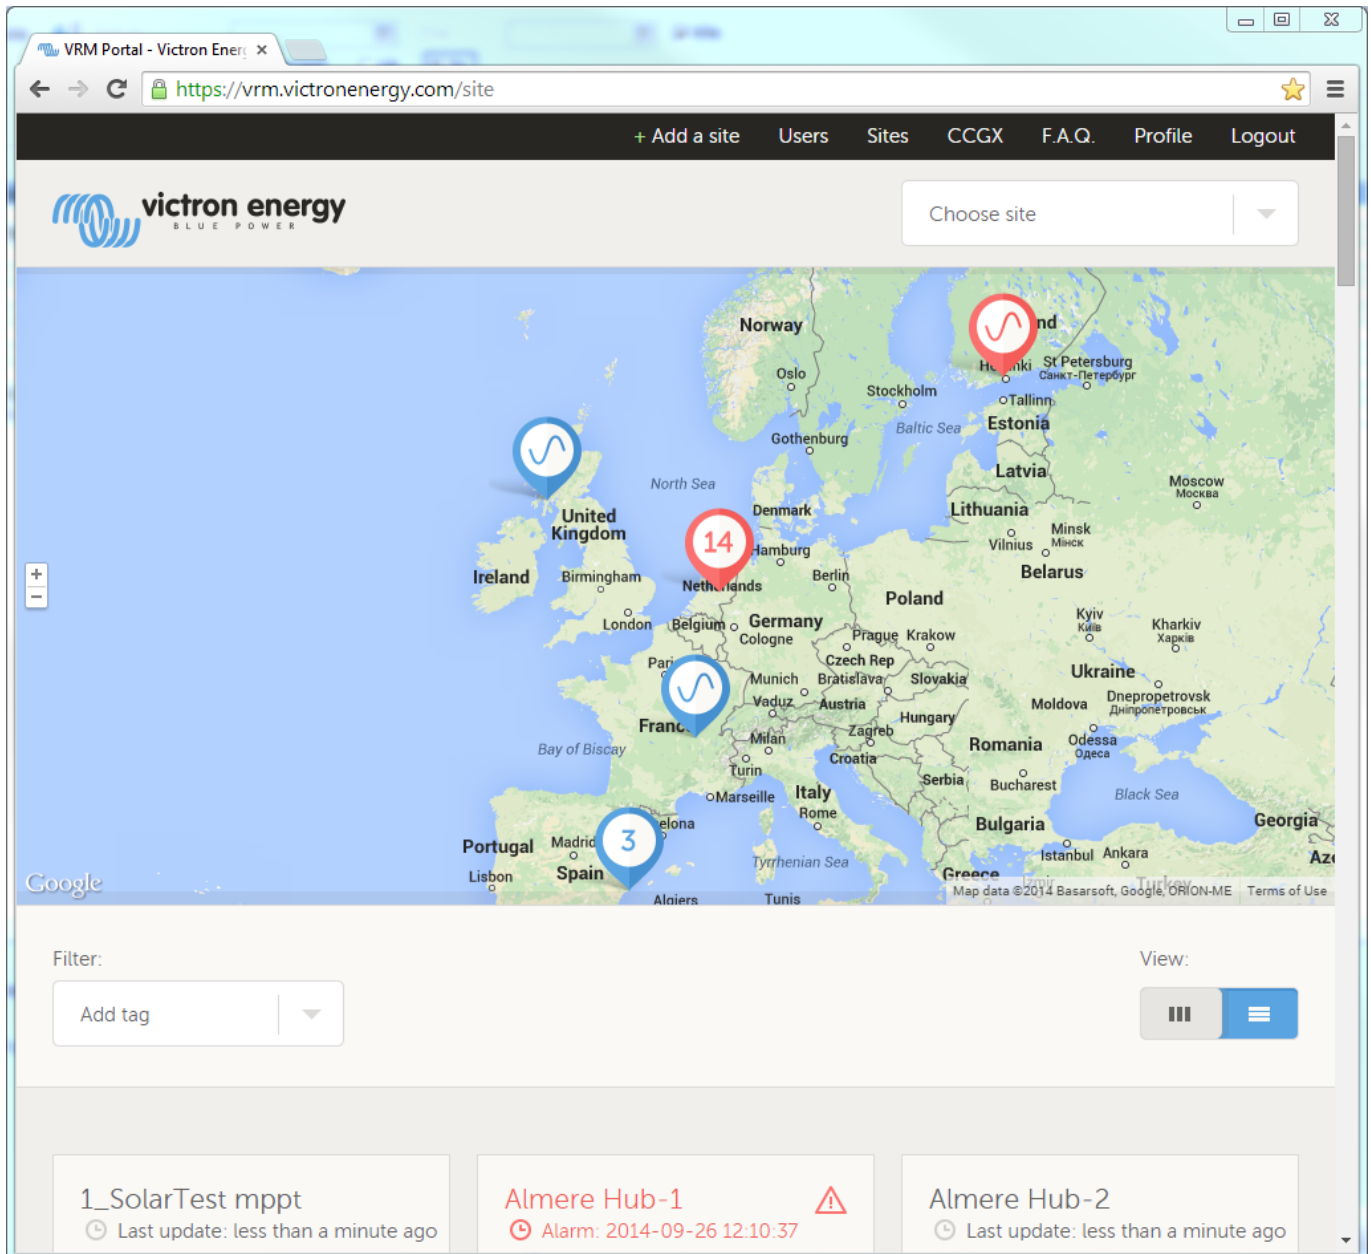 VRM Portal - Victron Ener
https://vrm.victronenergy.com/site
+ Add a site Users Sites CCGX F.A.Q. Profile Logout
victron energy
BLUE POWER
Choose site
Norway
nd
Oslo
St Petersburg
Санкт-Петербург
Stockholm
Tallinn
Baltic Sea
Estonia
Gothenburg
Latvia
North Sea
Moscow
Москва
Denmark
Lithuania
United
Kingdom
Minsk
Мінск
Vilnius
14
Hamburg
Ireland
Birmingham
Netherlands
Berlin
Belarus
Poland
London
Belgium
Germany
Cologne
Kyiv
Київ
Kharkiv
Харків
Prague
Krakow
Czech Rep
Munich
Bratislava
Slovakia
Ukraine
Vaduz
Austria
Moldova
Dnepropetrovsk
Дніпропетровськ
Hungary
Zagreb
Bay of Biscay
Milan
Croatia
Romania
Odessa
Одеса
Turin
Serbia
Bucharest
Marseille
Italy
Rome
Black Sea
Bulgaria
Georgia
elona
Portugal
Madrid
3
Istanbul
Ankara
Tyrrhenian Sea
Lisbon
Spain
Greece
Google
Algiers
Tunis
Map data ©2014 Basarsoft, Google, ORION-ME Terms of Use
Filter:
View:
Add tag
1_SolarTest mppt
Last update: less than a minute ago
Almere Hub-1
Alarm: 2014-09-26 12:10:37
Almere Hub-2
Last update: less than a minute ago